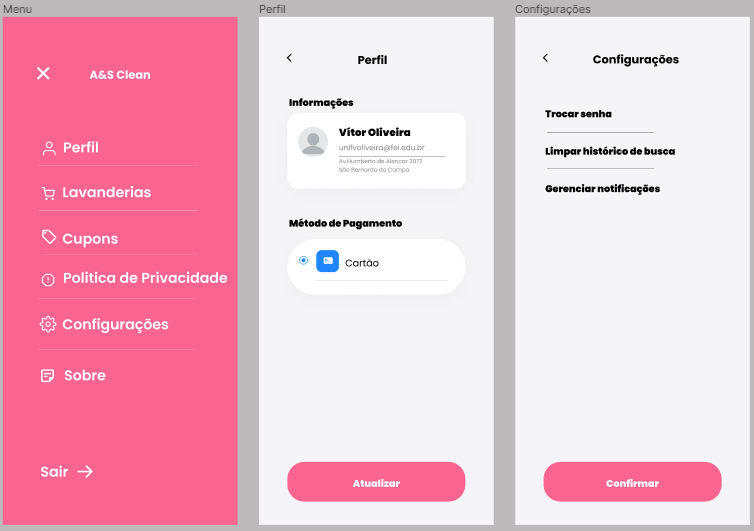 Menu
A&S Clean
Perfil
Lavanderias
Cupons
Politica de Privacidade
Configurações
Sobre
Sair
Perfil
Perfil
Informações
Vítor Oliveira
unifvoliveira@fei.edu.br
Av.Humberto de Alencar 3972
São Bernardo do Campo
Método de Pagamento
Cartão
Atualizar
Configurações
Configurações
Trocar senha
Limpar histórico de busca
Gerenciar notificações
Confirmar